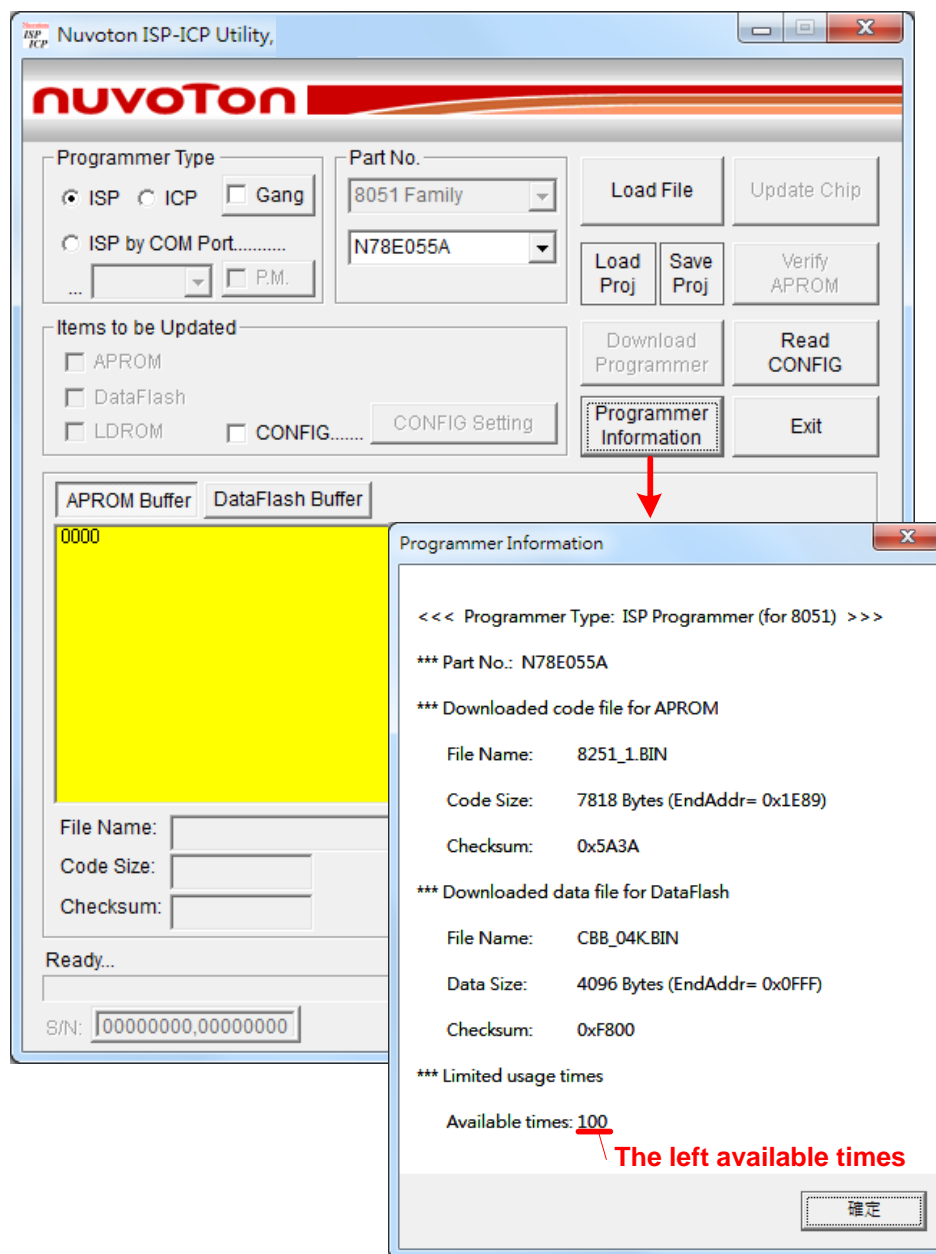 Nuvoton ISP-ICP Utility,
nuvoTon
Programmer Type
Part No.
ISP ICP Gang
8051 Family
Load File
Update Chip
ISP by COM Port...........
N78E055A
... P.M.
Load Proj
Save Proj
Verify APROM
Items to be Updated
APROM
DataFlash
LDROM
CONFIG.......
CONFIG Setting
Download Programmer
Read CONFIG
Programmer Information
Exit
APROM Buffer
DataFlash Buffer
0000
File Name:
Code Size:
Checksum:
Ready...
S/N: 00000000,00000000
Programmer Information
<<< Programmer Type: ISP Programmer (for 8051) >>>
*** Part No.: N78E055A
*** Downloaded code file for APROM
File Name: 8251_1.BIN
Code Size: 7818 Bytes (EndAddr= 0x1E89)
Checksum: 0x5A3A
*** Downloaded data file for DataFlash
File Name: CBB_04K.BIN
Data Size: 4096 Bytes (EndAddr= 0x0FFF)
Checksum: 0xF800
*** Limited usage times
Available times: 100
The left available times
確定